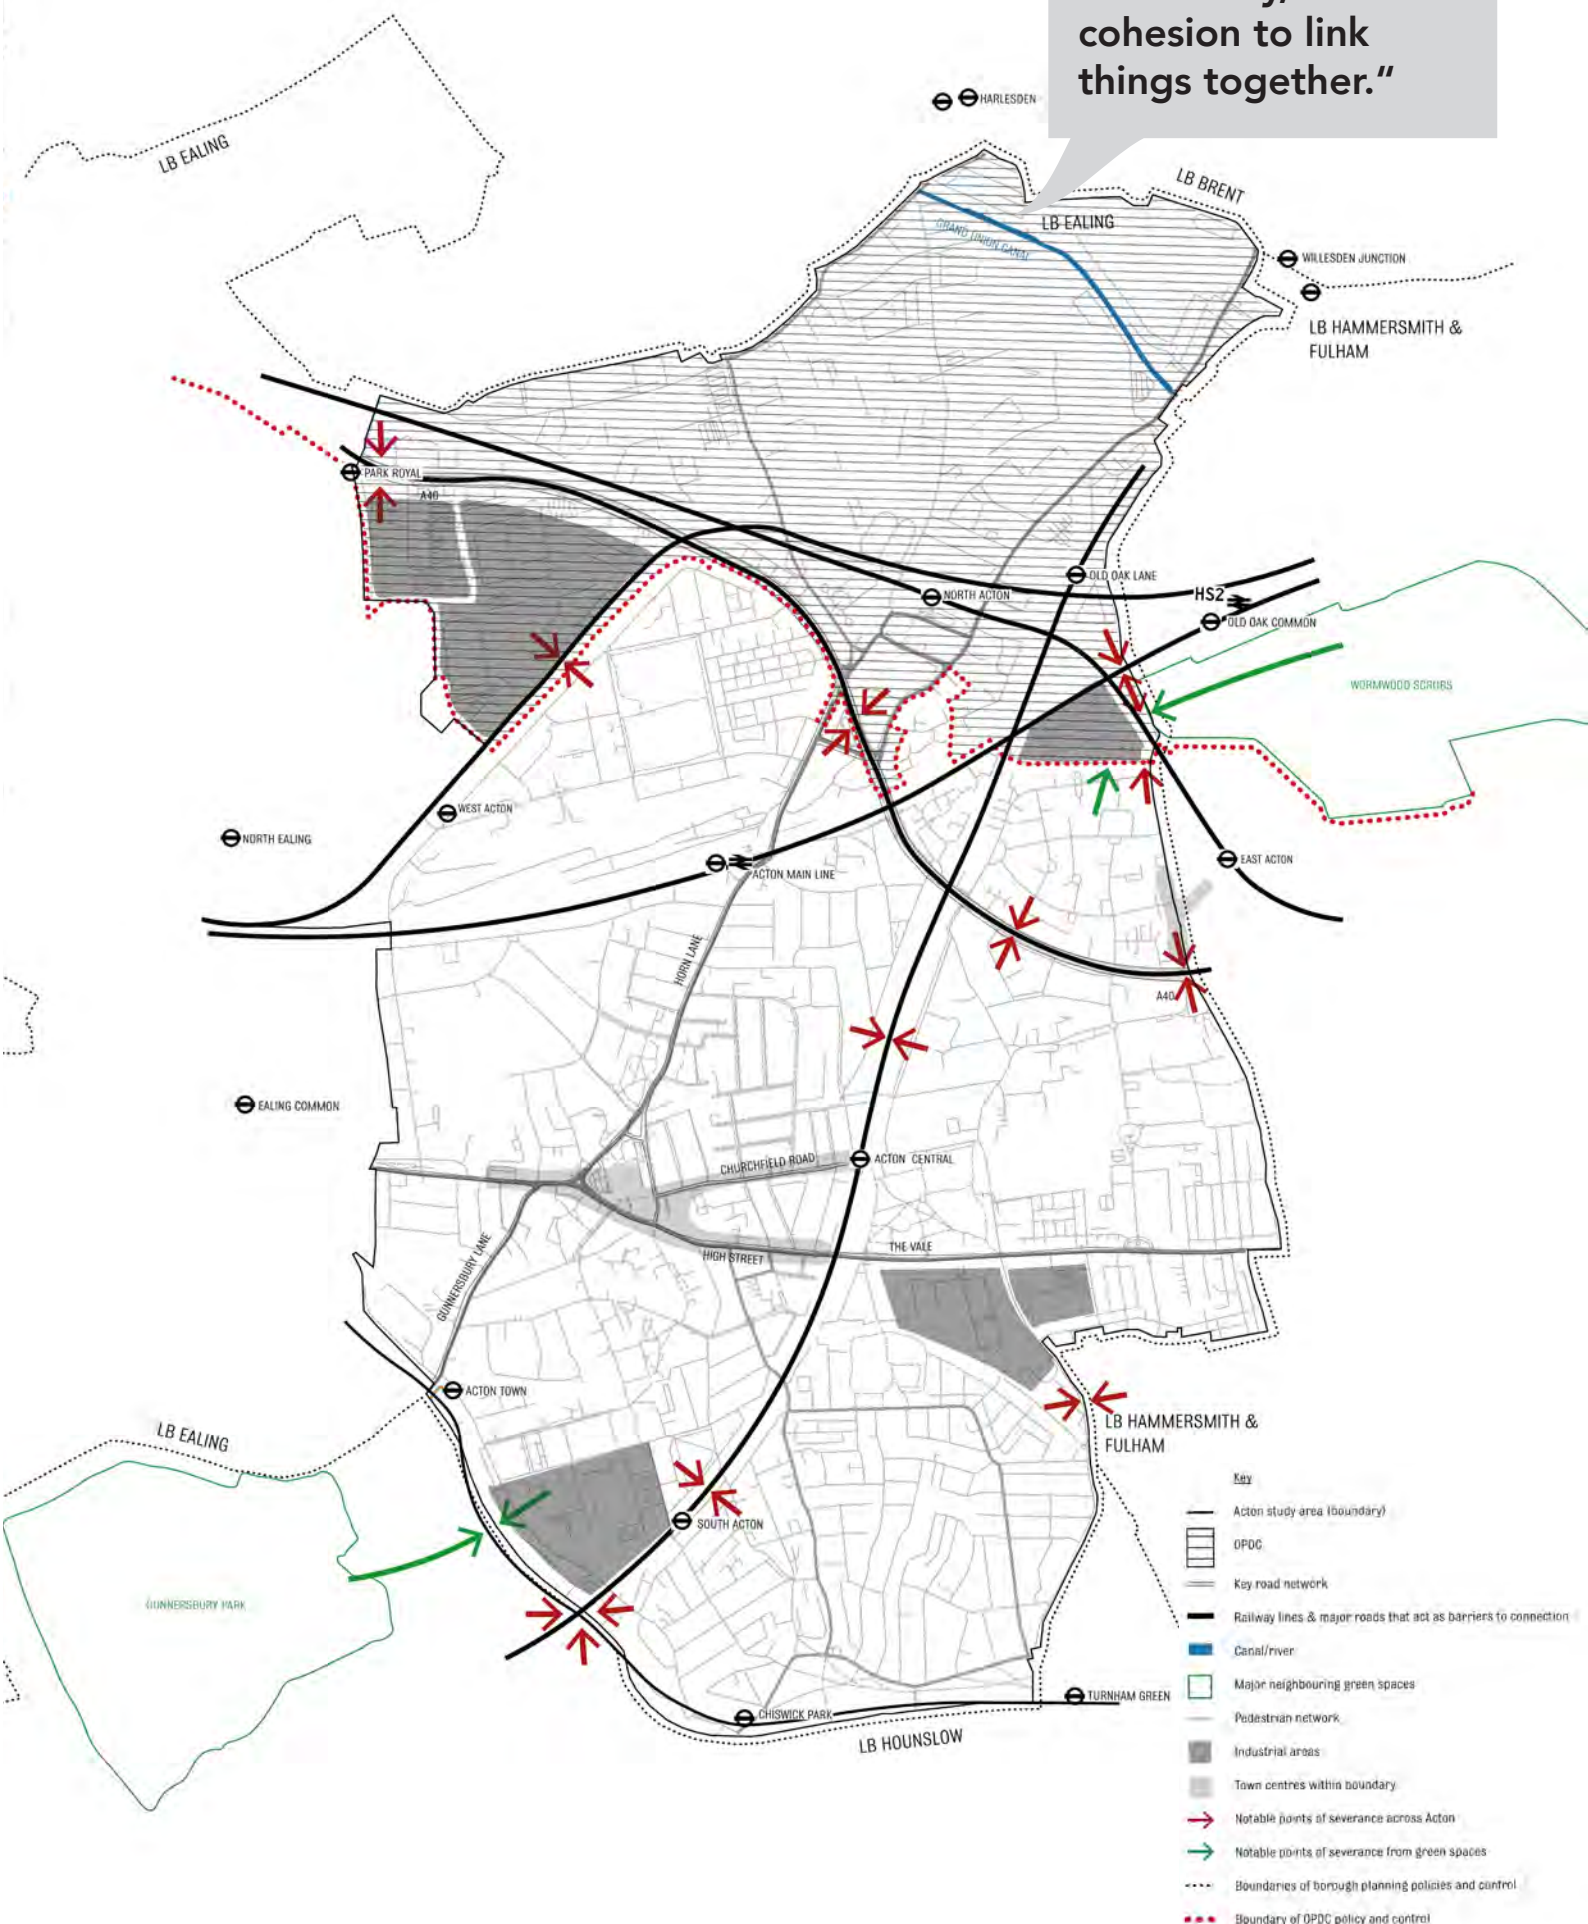 cohesion to link
things together."
HARLESDEN
LB EALING
LB BRENT
LB EALING
GRAND UNION CANAL
WILLESDEN JUNCTION
LB HAMMERSMITH &
FULHAM
PARK ROYAL
A40
OLD OAK LANE
NORTH ACTON
HS2
OLD OAK COMMON
WORMWOOD SCRUBS
WEST ACTON
NORTH EALING
ACTON MAIN LINE
EAST ACTON
HORN LANE
A40
EALING COMMON
CHURCHFIELD ROAD
ACTON CENTRAL
GUNNERSBURY LANE
HIGH STREET
THE VALE
ACTON TOWN
LB EALING
LB HAMMERSMITH &
FULHAM
SOUTH ACTON
GUNNERSBURY PARK
TURNHAM GREEN
CHISWICK PARK
LB HOUNSLOW
Key
Acton study area (boundary)
OPDC
Key road network
Railway lines & major roads that act as barriers to connection
Canal/river
Major neighbouring green spaces
Pedestrian network
Industrial areas
Town centres within boundary
Notable points of severance across Acton
Notable points of severance from green spaces
Boundaries of borough planning policies and control
Boundary of OPDC policy and control